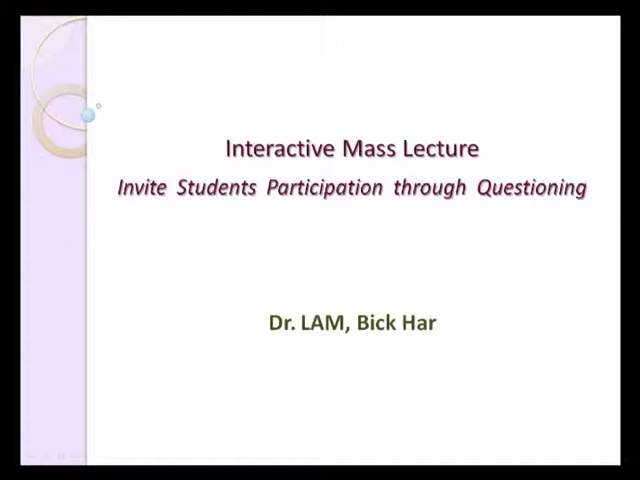 Interactive Mass Lecture
Invite Students Participation through Questioning
Dr. LAM, Bick Har